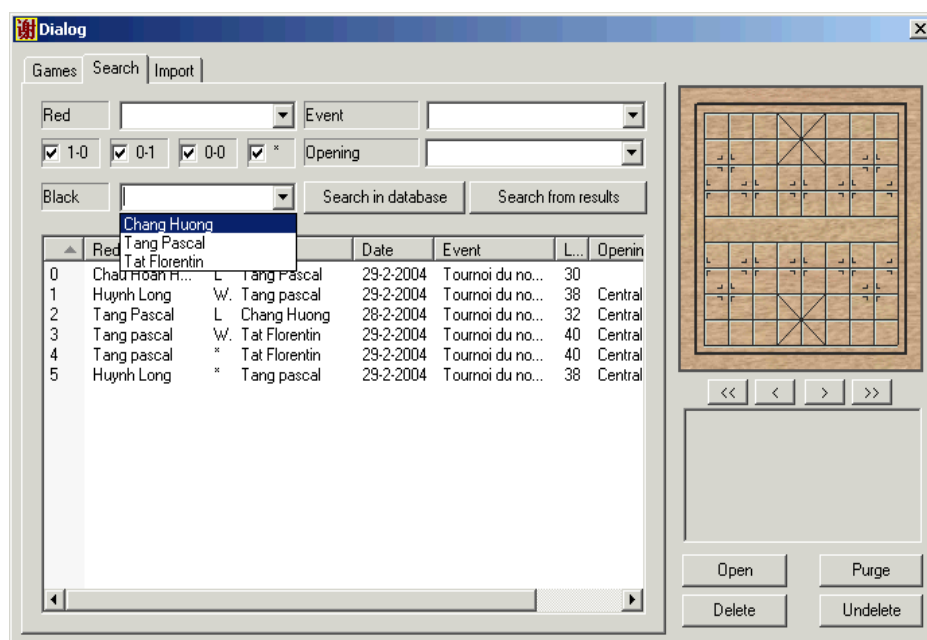 谢 Dialog
Games Search Import
Red Event
1-0 0-1 0-0 * Opening
Black Search in database Search from results
Chang Huong
Tang Pascal
Tat Florentin
Red Date Event L... Openin
0 Chau Hoan H... L Tang Pascal 29-2-2004 Tournoi du no... 30
1 Huynh Long W. Tang pascal 29-2-2004 Tournoi du no... 38 Central
2 Tang Pascal L Chang Huong 28-2-2004 Tournoi du no... 32 Central
3 Tang pascal W. Tat Florentin 29-2-2004 Tournoi du no... 40 Central
4 Tang pascal * Tat Florentin 29-2-2004 Tournoi du no... 40 Central
5 Huynh Long * Tang pascal 29-2-2004 Tournoi du no... 38 Central
<< < > >>
Open Purge
Delete Undelete